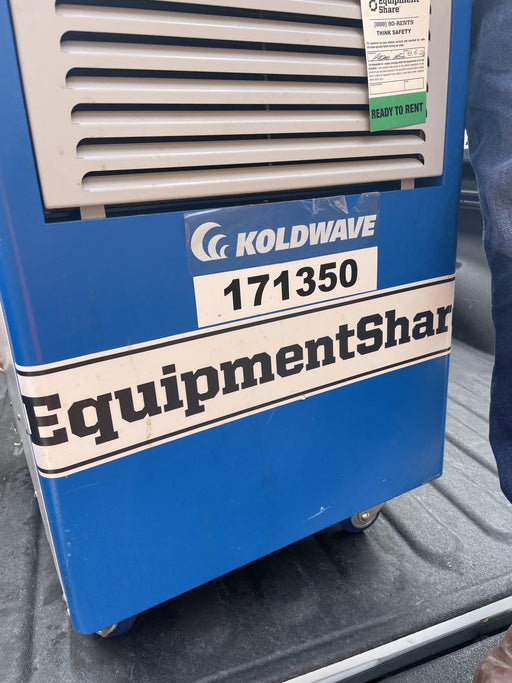 Equipment
Share
(888) 80-RENTS
THINK SAFETY
READY TO RENT
KOLDWAVE
171350
EquipmentShar